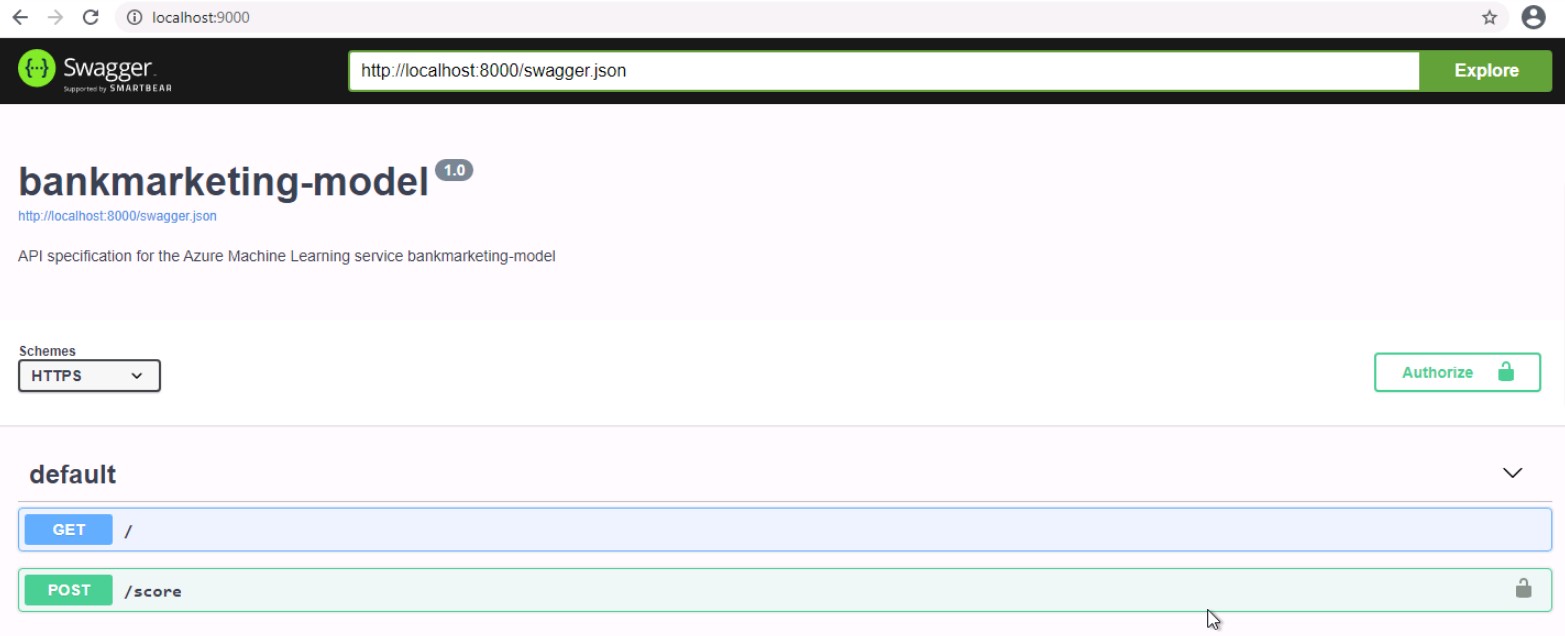 localhost:9000
{···} Swagger.
Supported by SMARTBEAR
http://localhost:8000/swagger.json
Explore
bankmarketing-model 1.0
http://localhost:8000/swagger.json
API specification for the Azure Machine Learning service bankmarketing-model
Schemes
HTTPS
Authorize
default
GET /
POST /score